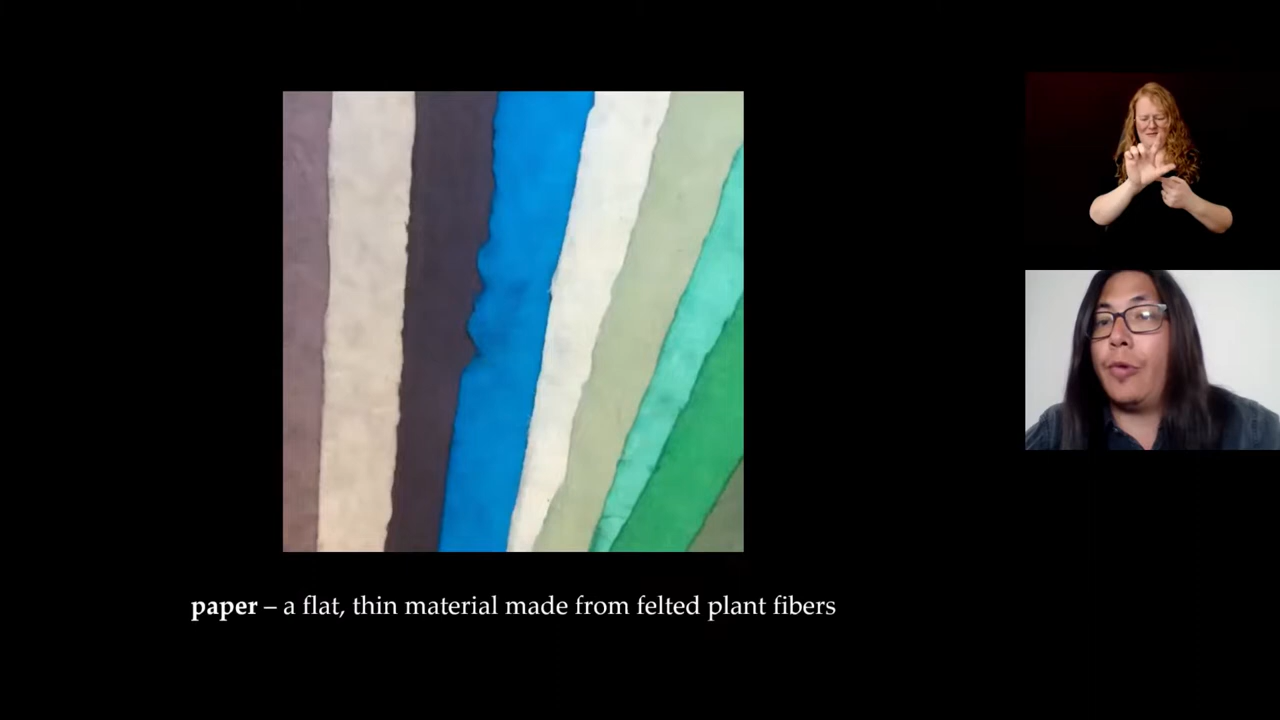 paper – a flat, thin material made from felted plant fibers